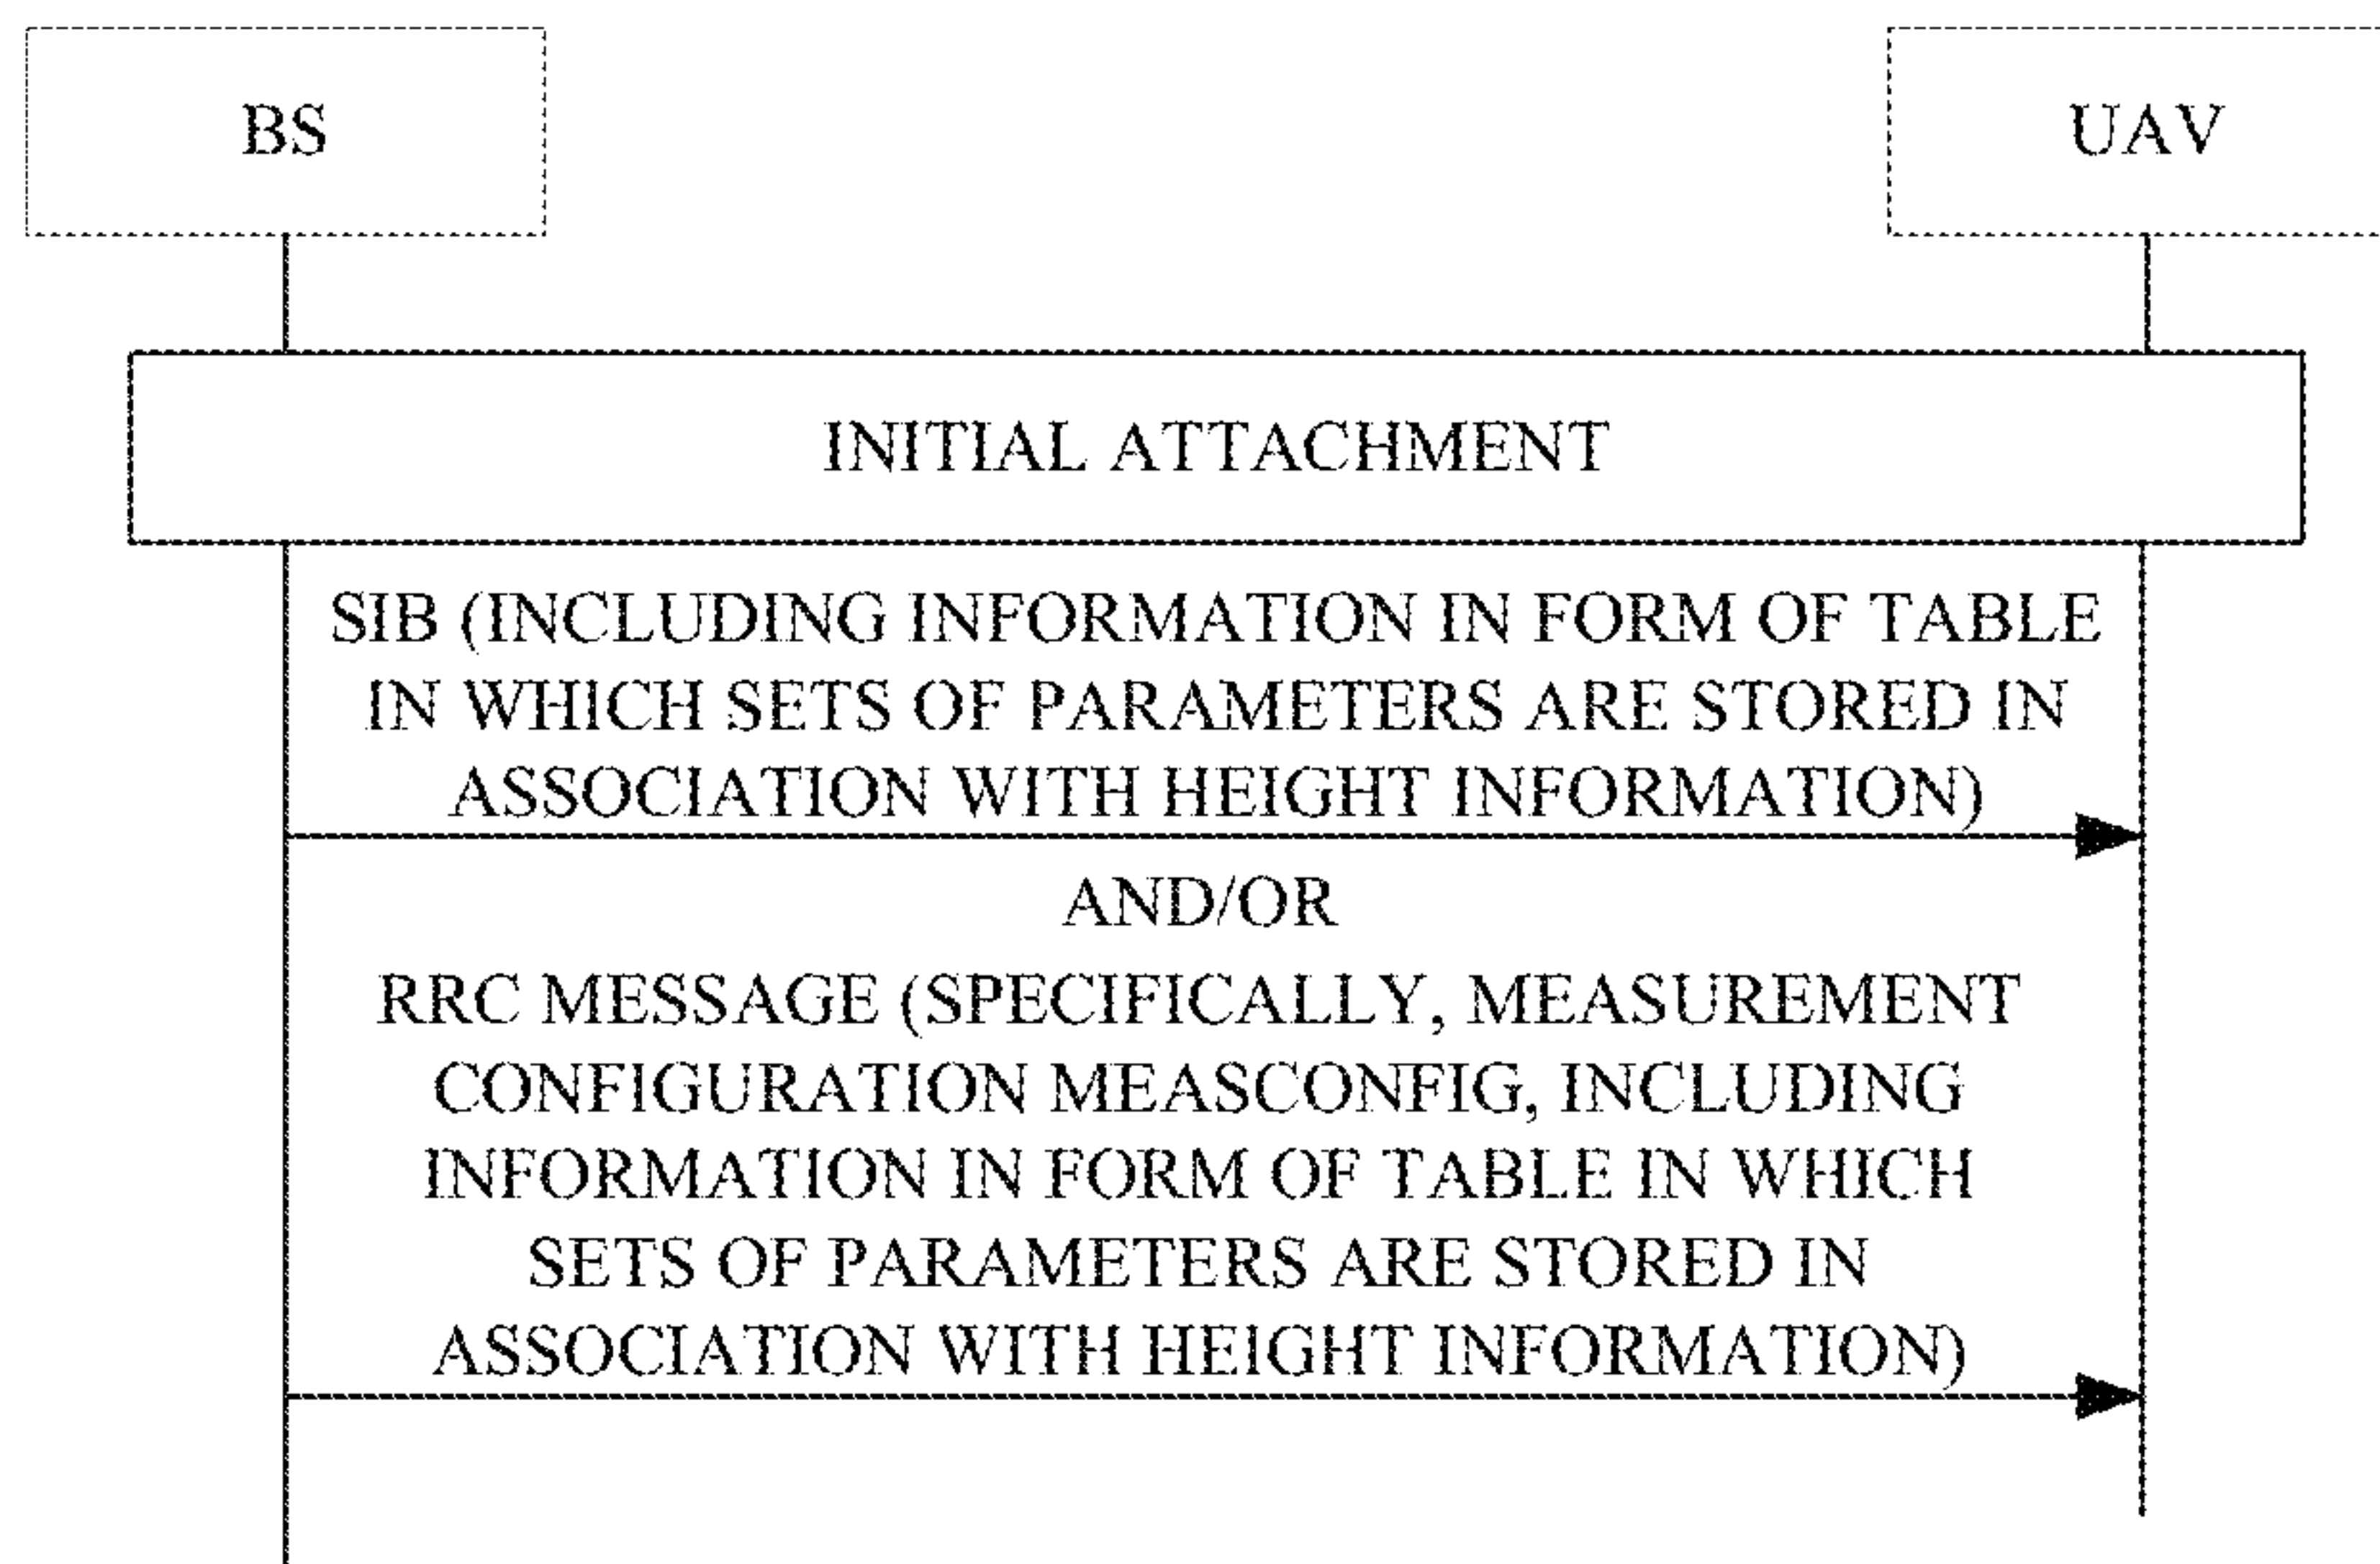 BS
UAV
INITIAL ATTACHMENT
SIB (INCLUDING INFORMATION IN FORM OF TABLE
IN WHICH SETS OF PARAMETERS ARE STORED IN
ASSOCIATION WITH HEIGHT INFORMATION)
AND/OR
RRC MESSAGE (SPECIFICALLY, MEASUREMENT
CONFIGURATION MEASCONFIG, INCLUDING
INFORMATION IN FORM OF TABLE IN WHICH
SETS OF PARAMETERS ARE STORED IN
ASSOCIATION WITH HEIGHT INFORMATION)